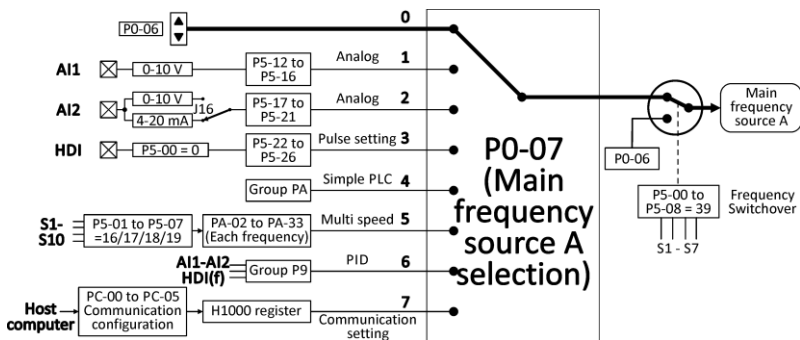 P0-06
0
AI1
0-10 V
P5-12 to
P5-16
Analog
1
AI2
0-10 V
4-20 mA
J16
P5-17 to
P5-21
Analog
2
HDI
P5-00 = 0
P5-22 to
P5-26
Pulse setting
3
Group PA
Simple PLC
4
S1-
S10
P5-01 to P5-07
=16/17/18/19
PA-02 to PA-33
(Each frequency)
Multi speed
5
AI1-AI2
HDI(f)
Group P9
PID
6
Host
computer
PC-00 to PC-05
Communication
configuration
H1000 register
7
Communication
setting
P0-07
(Main
frequency
source A
selection)
Main
frequency
source A
P0-06
P5-00 to
P5-08 = 39
Frequency
Switchover
S1 - S7